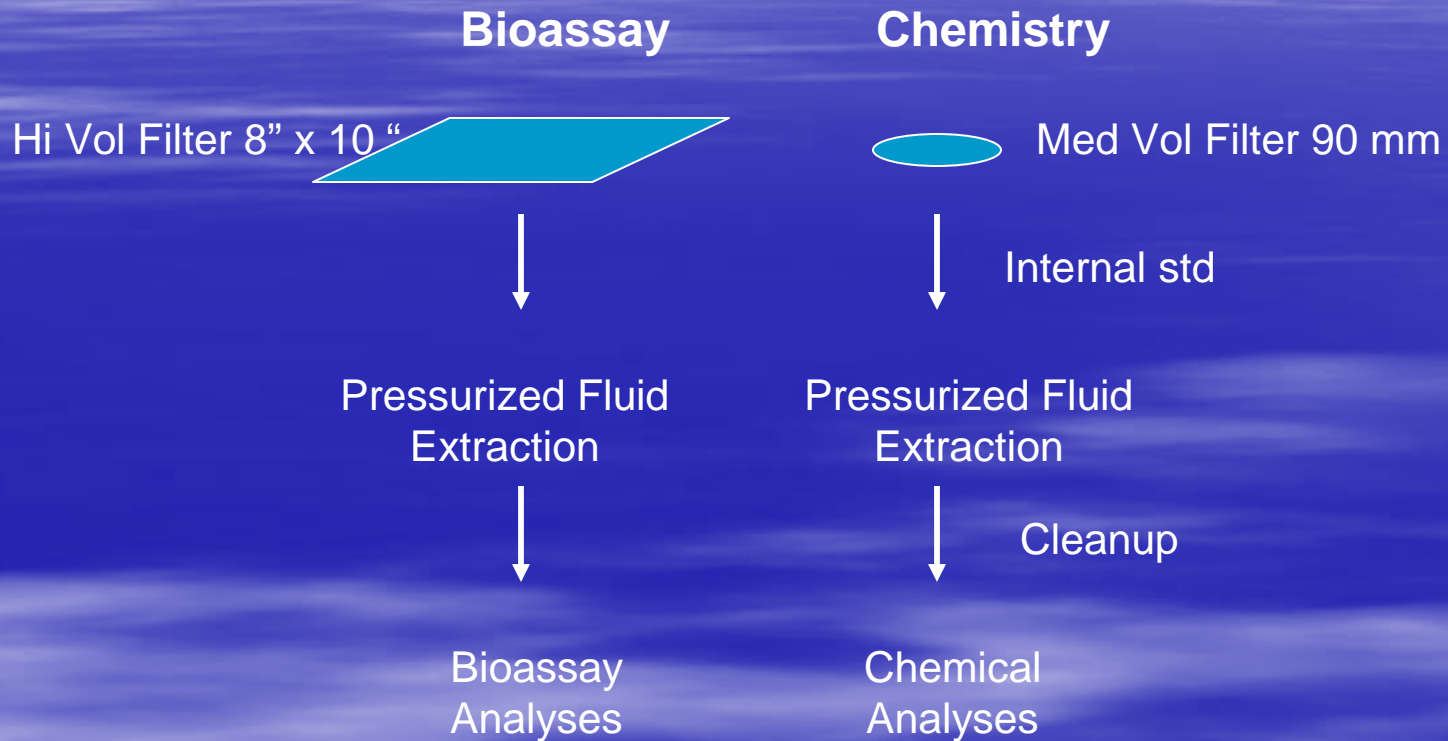 Bioassay
Chemistry
Hi Vol Filter 8” x 10 “
Med Vol Filter 90 mm
Internal std
Pressurized Fluid
Extraction
Pressurized Fluid
Extraction
Cleanup
Bioassay
Analyses
Chemical
Analyses